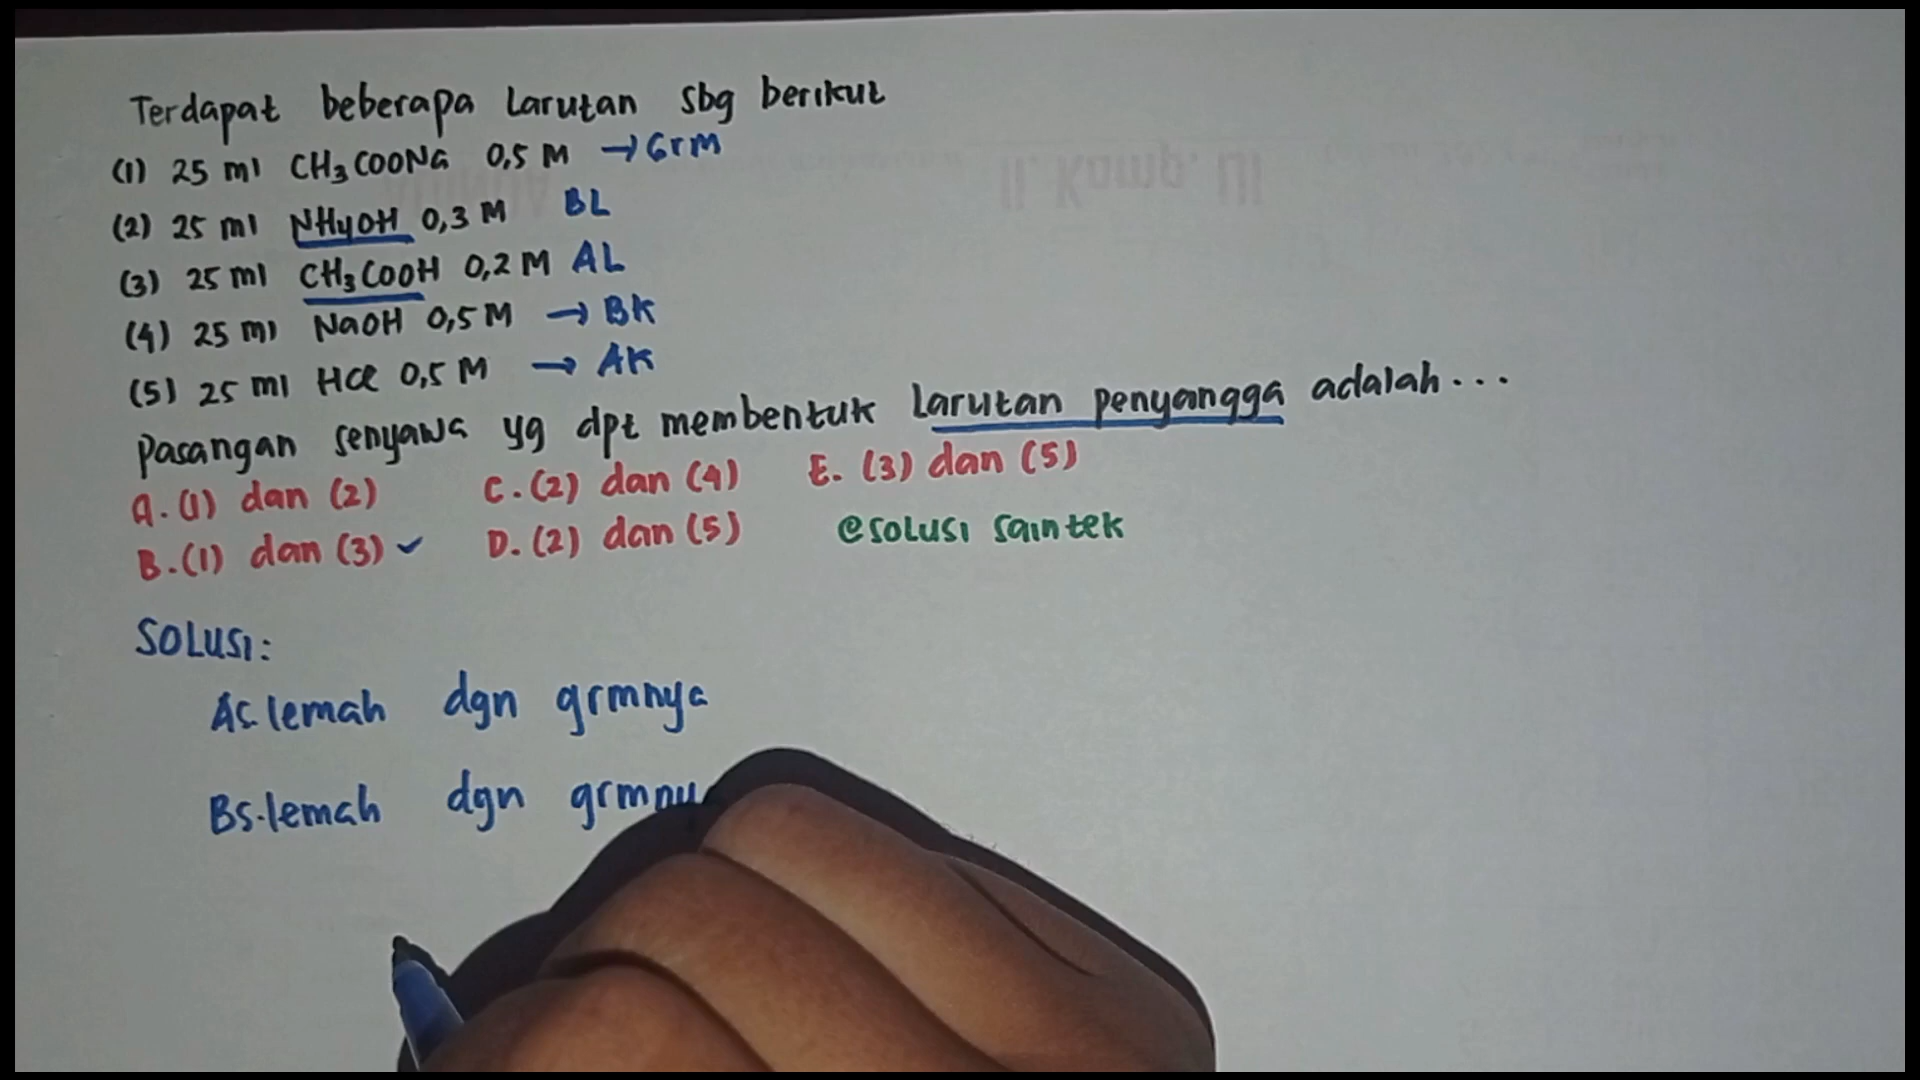 Terdapat beberapa Larutan sbg berikut
(1) 25 ml CH₃COONa 0,5 M → Grm
(2) 25 ml NH4OH 0,3 M BL
(3) 25 ml CH₃COOH 0,2 M AL
(4) 25 ml NaOH 0,5 M → BK
(5) 25 ml HCl 0,5 M → AK
Pasangan senyawa yg dpt membentuk Larutan penyangga adalah...
A. (1) dan (2) C. (2) dan (4) E. (3) dan (5)
B. (1) dan (3) ✓ D. (2) dan (5) @solusi saintek
SOLUSI:
As.lemah dgn grmnya
Bs.lemah dgn